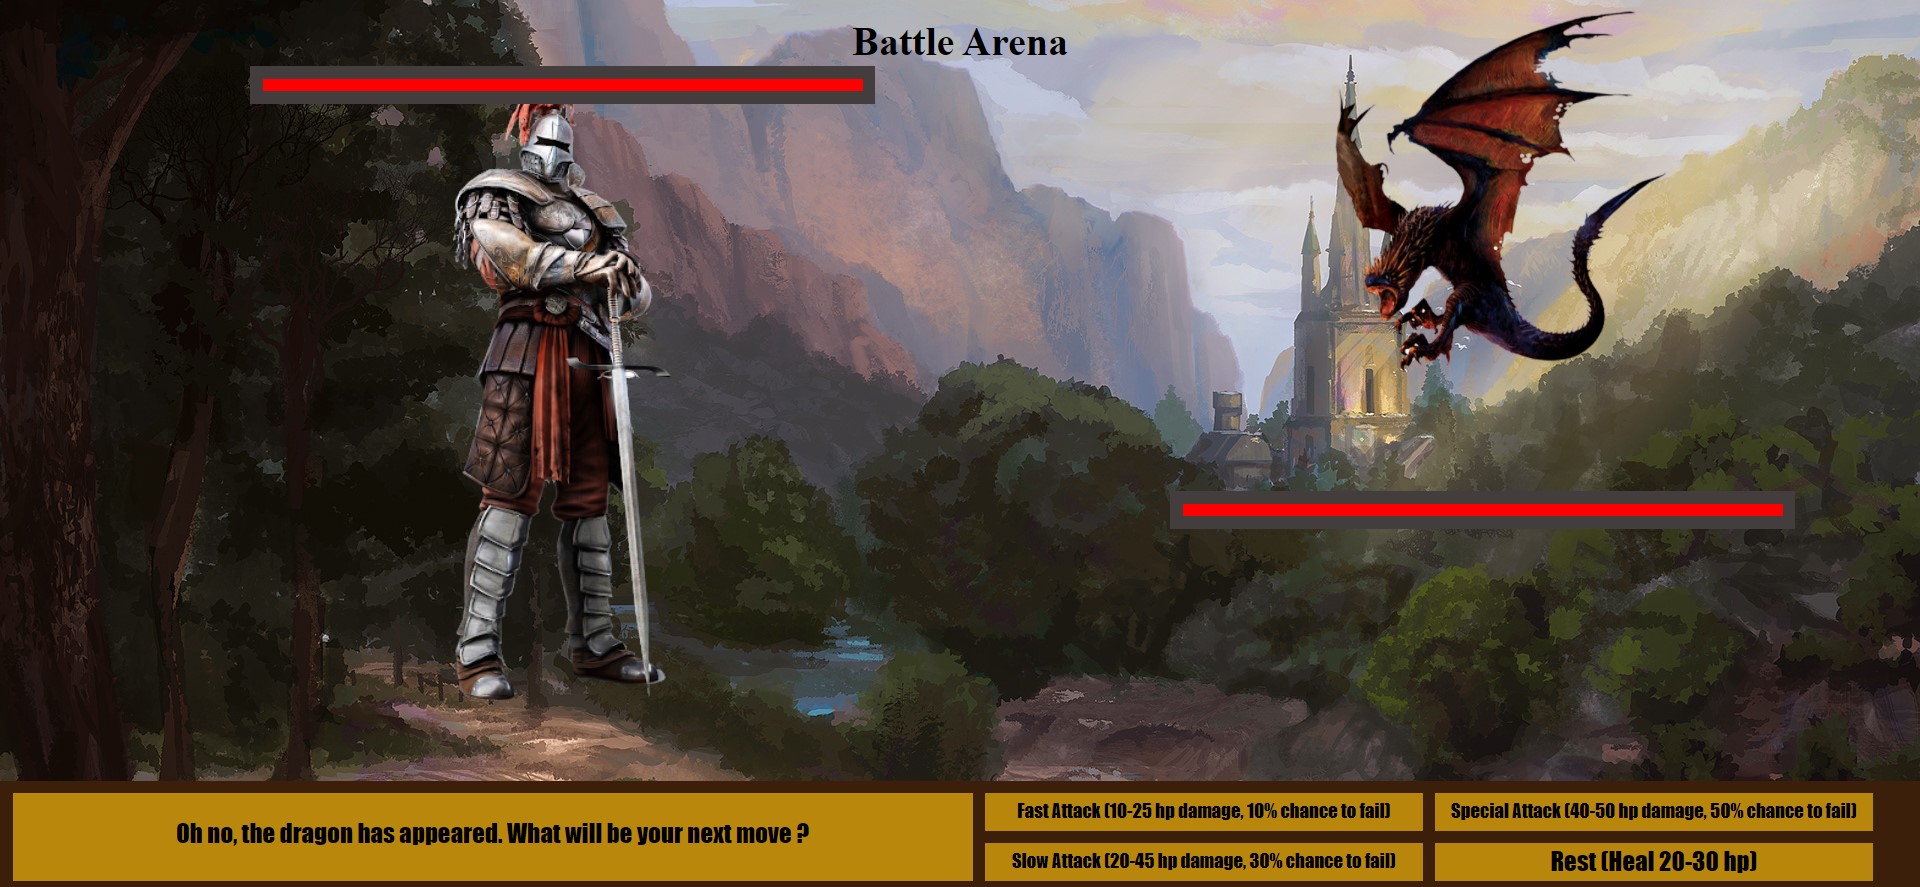 Battle Arena
Oh no, the dragon has appeared. What will be your next move ?
Fast Attack (10-25 hp damage, 10% chance to fail)
Special Attack (40-50 hp damage, 50% chance to fail)
Slow Attack (20-45 hp damage, 30% chance to fail)
Rest (Heal 20-30 hp)